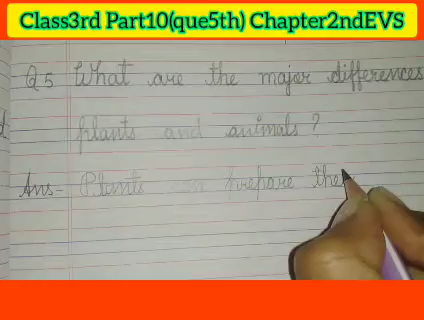 Class3rd Part10(que5th) Chapter2ndEVS
Q5 What are the major differences
plants and animals ?
Ans- Plants can prepare the